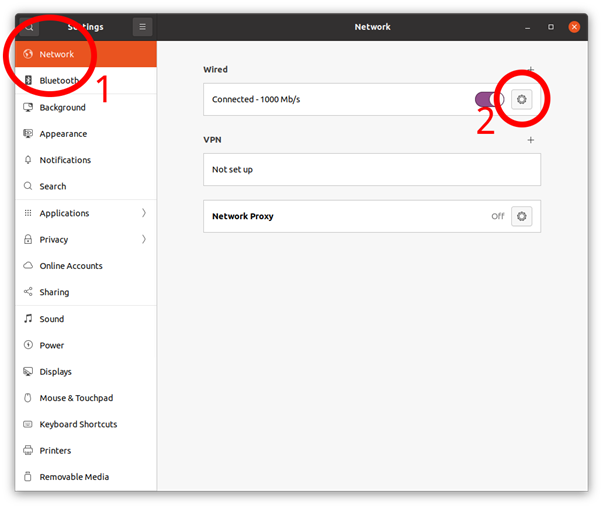 Settings
Network
Network
Bluetooth
Background
Appearance
Notifications
Search
Applications
Privacy
Online Accounts
Sharing
Sound
Power
Displays
Mouse & Touchpad
Keyboard Shortcuts
Printers
Removable Media
1
Wired
Connected - 1000 Mb/s
2
VPN
Not set up
Network Proxy
Off